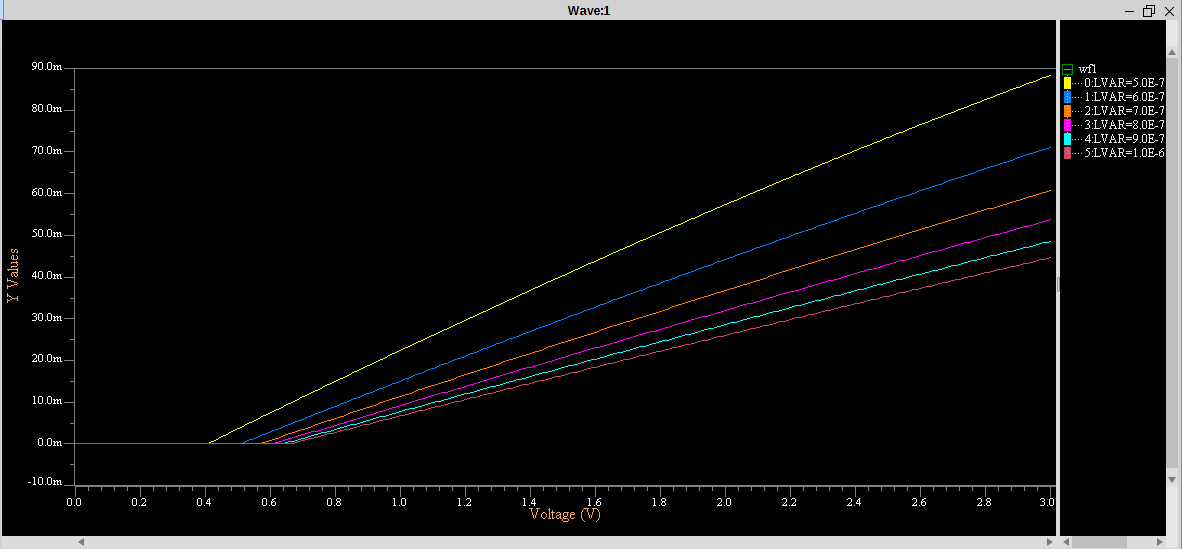 Wave:1
90.0m
80.0m
70.0m
60.0m
50.0m
40.0m
30.0m
20.0m
10.0m
0.0m
-10.0m
Y Values
0.0 0.2 0.4 0.6 0.8 1.0 1.2 1.4 1.6 1.8 2.0 2.2 2.4 2.6 2.8 3.0
Voltage (V)
wf1
0:LVAR=5.0E-7
1:LVAR=6.0E-7
2:LVAR=7.0E-7
3:LVAR=8.0E-7
4:LVAR=9.0E-7
5:LVAR=1.0E-6